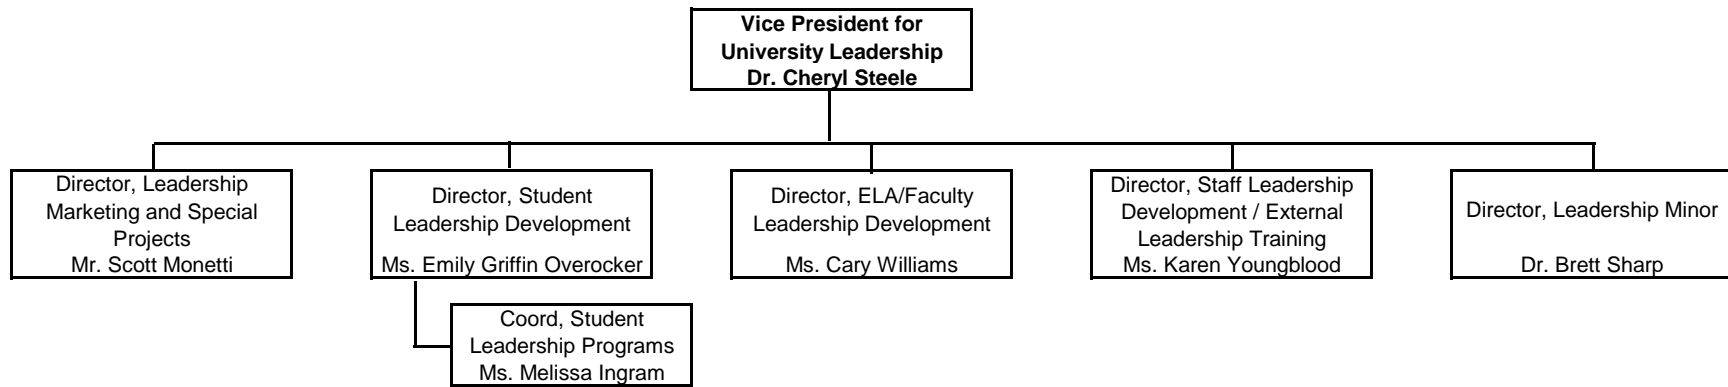 Vice President for
University Leadership
Dr. Cheryl Steele
Director, Leadership
Marketing and Special
Projects
Mr. Scott Monetti
Director, Student
Leadership Development
Ms. Emily Griffin Overocker
Director, ELA/Faculty
Leadership Development
Ms. Cary Williams
Director, Staff Leadership
Development / External
Leadership Training
Ms. Karen Youngblood
Director, Leadership Minor
Dr. Brett Sharp
Coord, Student
Leadership Programs
Ms. Melissa Ingram